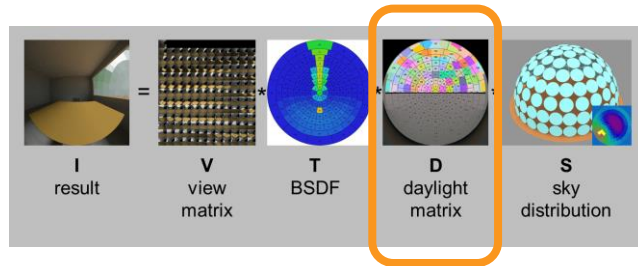 = * * *
I V T D S
result view BSDF daylight sky
matrix matrix distribution